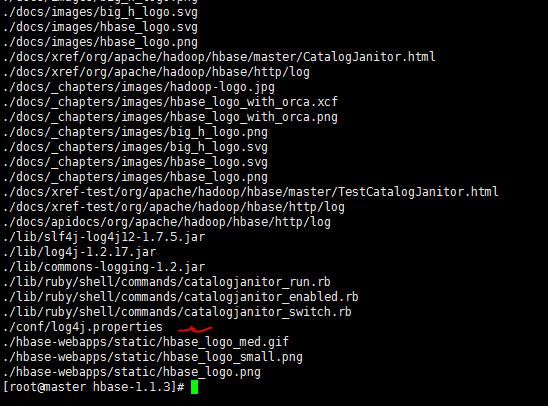 ./docs/images/big_h_logo.svg
./docs/images/hbase_logo.svg
./docs/images/hbase_logo.png
./docs/xref/org/apache/hadoop/hbase/master/CatalogJanitor.html
./docs/xref/org/apache/hadoop/hbase/http/log
./docs/_chapters/images/hadoop-logo.jpg
./docs/_chapters/images/hbase_logo_with_orca.xcf
./docs/_chapters/images/hbase_logo_with_orca.png
./docs/_chapters/images/big_h_logo.png
./docs/_chapters/images/big_h_logo.svg
./docs/_chapters/images/hbase_logo.svg
./docs/_chapters/images/hbase_logo.png
./docs/xref-test/org/apache/hadoop/hbase/master/TestCatalogJanitor.html
./docs/xref-test/org/apache/hadoop/hbase/http/log
./docs/apidocs/org/apache/hadoop/hbase/http/log
./lib/slf4j-log4j12-1.7.5.jar
./lib/log4j-1.2.17.jar
./lib/commons-logging-1.2.jar
./lib/ruby/shell/commands/catalogjanitor_run.rb
./lib/ruby/shell/commands/catalogjanitor_enabled.rb
./lib/ruby/shell/commands/catalogjanitor_switch.rb
./conf/log4j.properties
./hbase-webapps/static/hbase_logo_med.gif
./hbase-webapps/static/hbase_logo_small.png
./hbase-webapps/static/hbase_logo.png
[root@master hbase-1.1.3]#